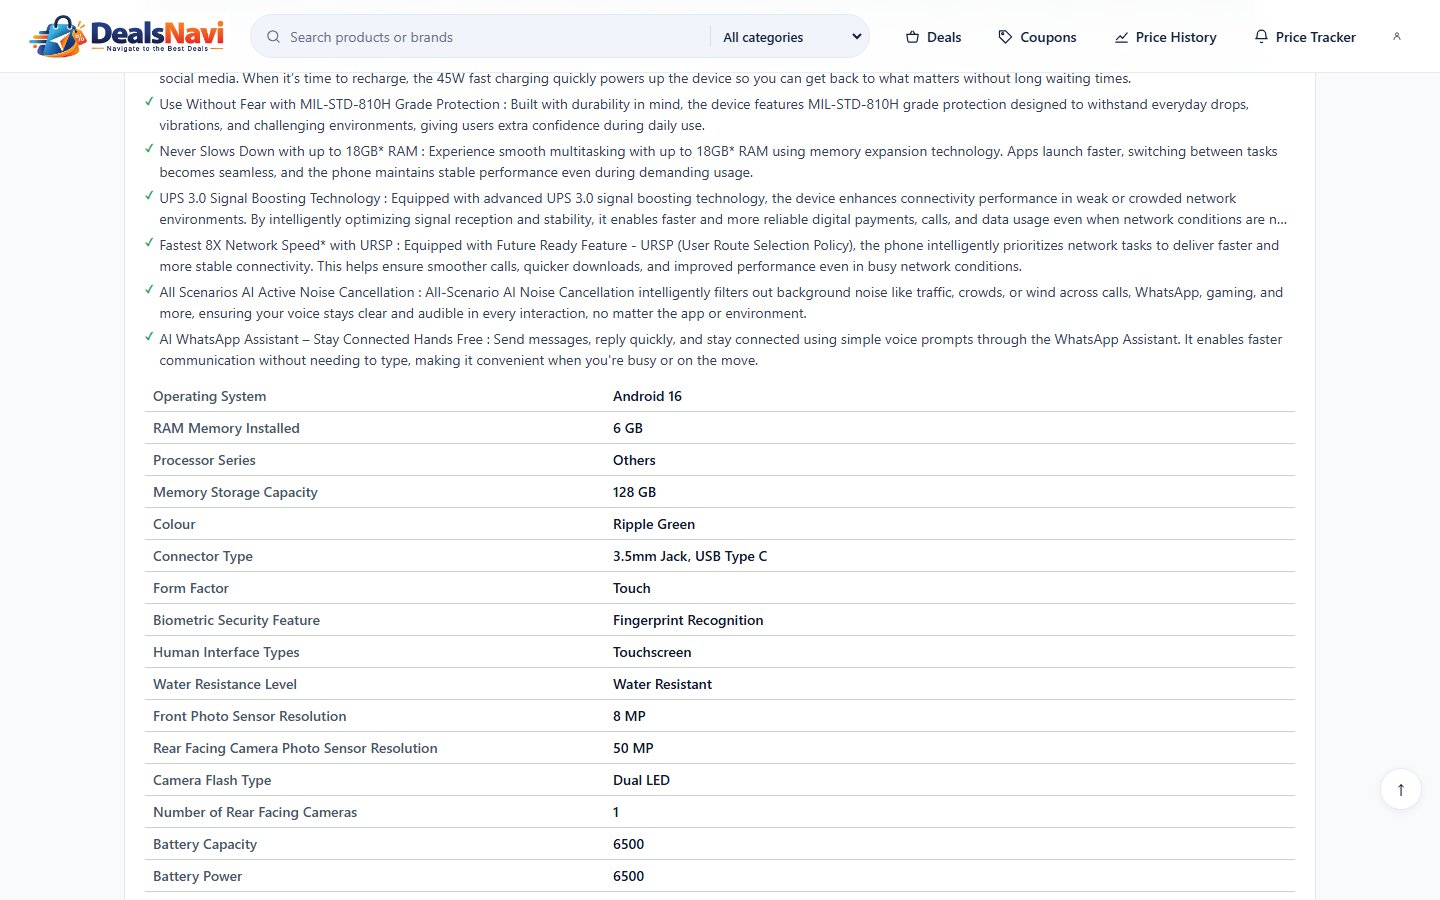 DealsNavi
Navigate to the Best Deals
Search products or brands
All categories
Deals
Coupons
Price History
Price Tracker
social media. When it's time to recharge, the 45W fast charging quickly powers up the device so you can get back to what matters without long waiting times.
✓ Use Without Fear with MIL-STD-810H Grade Protection : Built with durability in mind, the device features MIL-STD-810H grade protection designed to withstand everyday drops,
vibrations, and challenging environments, giving users extra confidence during daily use.
✓ Never Slows Down with up to 18GB* RAM : Experience smooth multitasking with up to 18GB* RAM using memory expansion technology. Apps launch faster, switching between tasks
becomes seamless, and the phone maintains stable performance even during demanding usage.
✓ UPS 3.0 Signal Boosting Technology : Equipped with advanced UPS 3.0 signal boosting technology, the device enhances connectivity performance in weak or crowded network
environments. By intelligently optimizing signal reception and stability, it enables faster and more reliable digital payments, calls, and data usage even when network conditions are n...
✓ Fastest 8X Network Speed* with URSP : Equipped with Future Ready Feature - URSP (User Route Selection Policy), the phone intelligently prioritizes network tasks to deliver faster and
more stable connectivity. This helps ensure smoother calls, quicker downloads, and improved performance even in busy network conditions.
✓ All Scenarios AI Active Noise Cancellation : All-Scenario AI Noise Cancellation intelligently filters out background noise like traffic, crowds, or wind across calls, WhatsApp, gaming, and
more, ensuring your voice stays clear and audible in every interaction, no matter the app or environment.
✓ AI WhatsApp Assistant – Stay Connected Hands Free : Send messages, reply quickly, and stay connected using simple voice prompts through the WhatsApp Assistant. It enables faster
communication without needing to type, making it convenient when you're busy or on the move.
Operating System Android 16
RAM Memory Installed 6 GB
Processor Series Others
Memory Storage Capacity 128 GB
Colour Ripple Green
Connector Type 3.5mm Jack, USB Type C
Form Factor Touch
Biometric Security Feature Fingerprint Recognition
Human Interface Types Touchscreen
Water Resistance Level Water Resistant
Front Photo Sensor Resolution 8 MP
Rear Facing Camera Photo Sensor Resolution 50 MP
Camera Flash Type Dual LED
Number of Rear Facing Cameras 1
Battery Capacity 6500
Battery Power 6500
↑